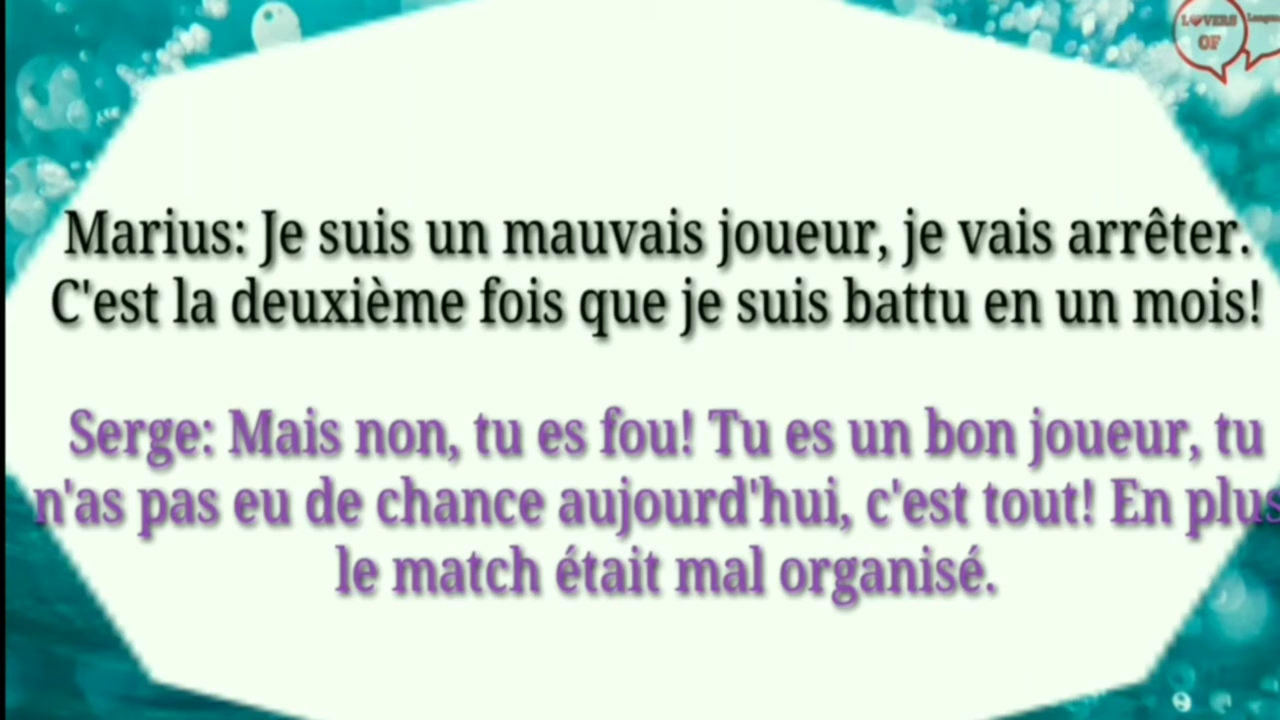 LOVERS
OF
Marius: Je suis un mauvais joueur, je vais arrêter.
C'est la deuxième fois que je suis battu en un mois!
Serge: Mais non, tu es fou! Tu es un bon joueur, tu
n'as pas eu de chance aujourd'hui, c'est tout! En plus
le match était mal organisé.